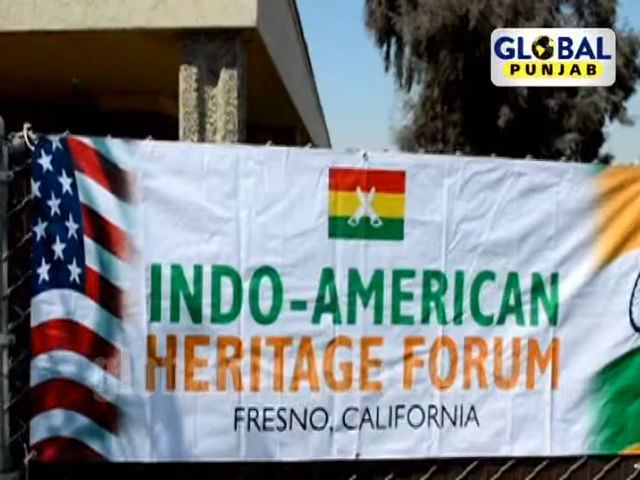 GLOBAL
PUNJAB
INDO-AMERICAN
HERITAGE FORUM
FRESNO, CALIFORNIA